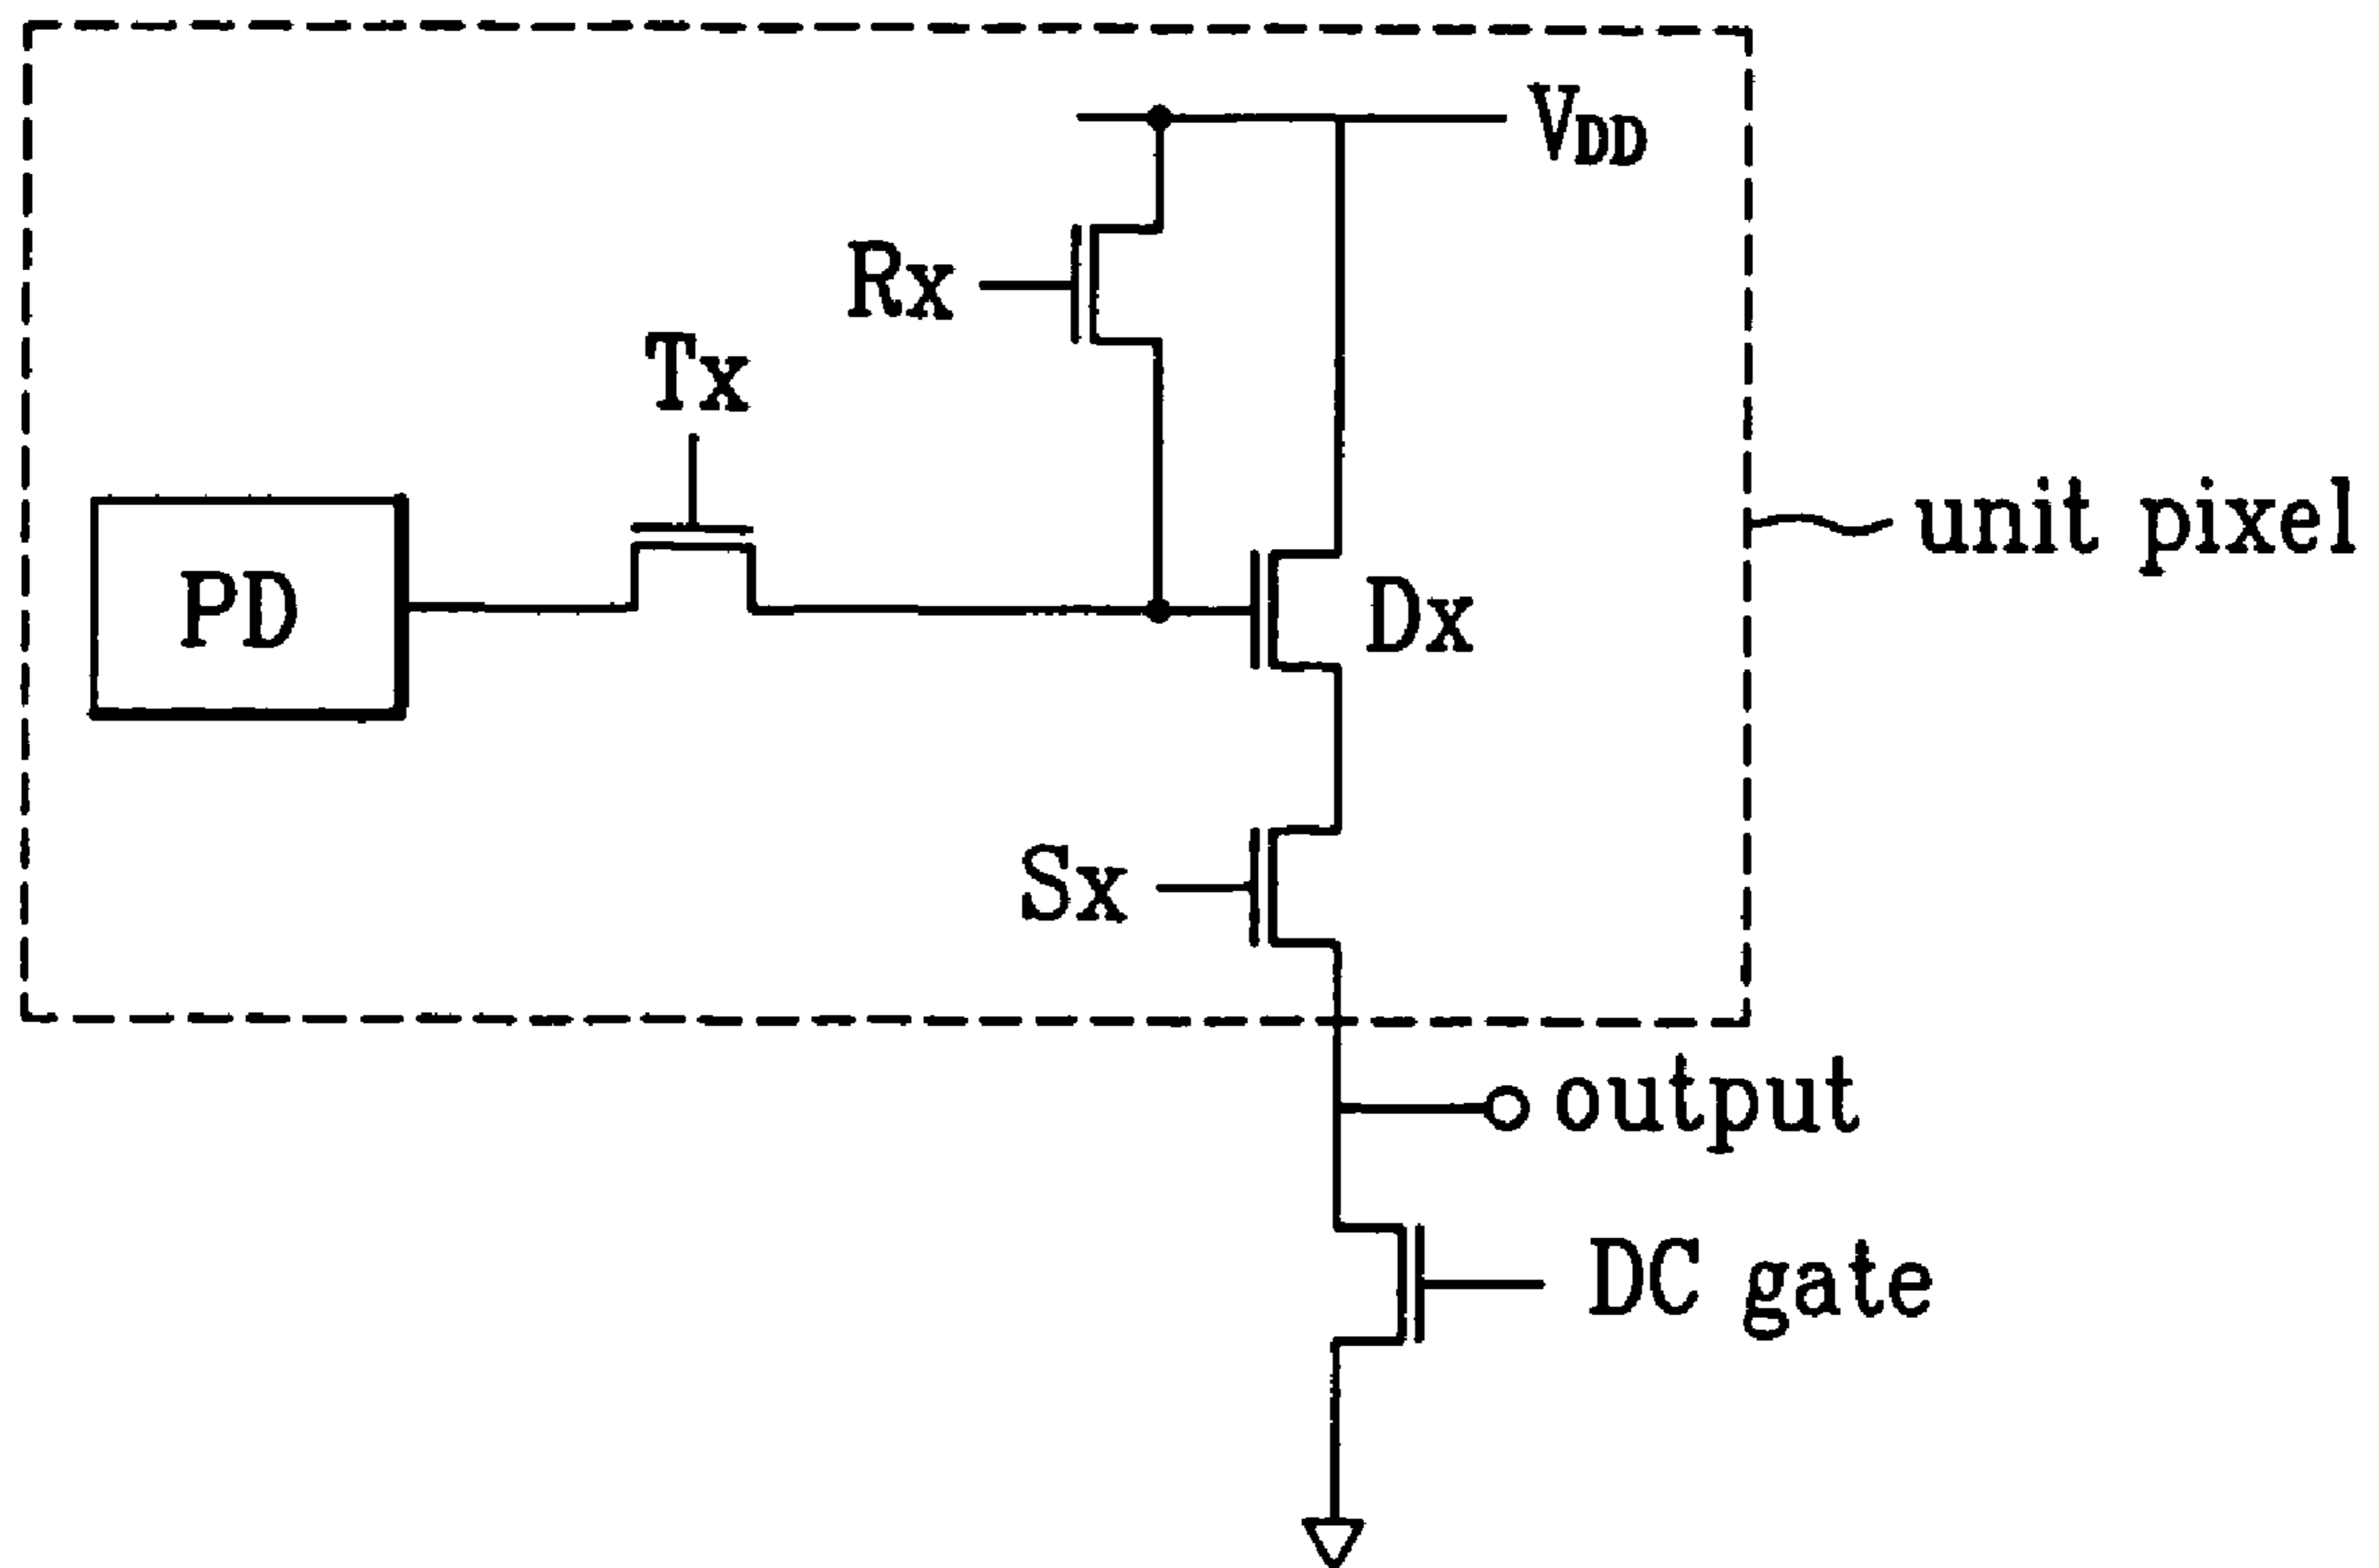 VDD
Rx
Tx
unit pixel
PD
Dx
Sx
output
DC gate